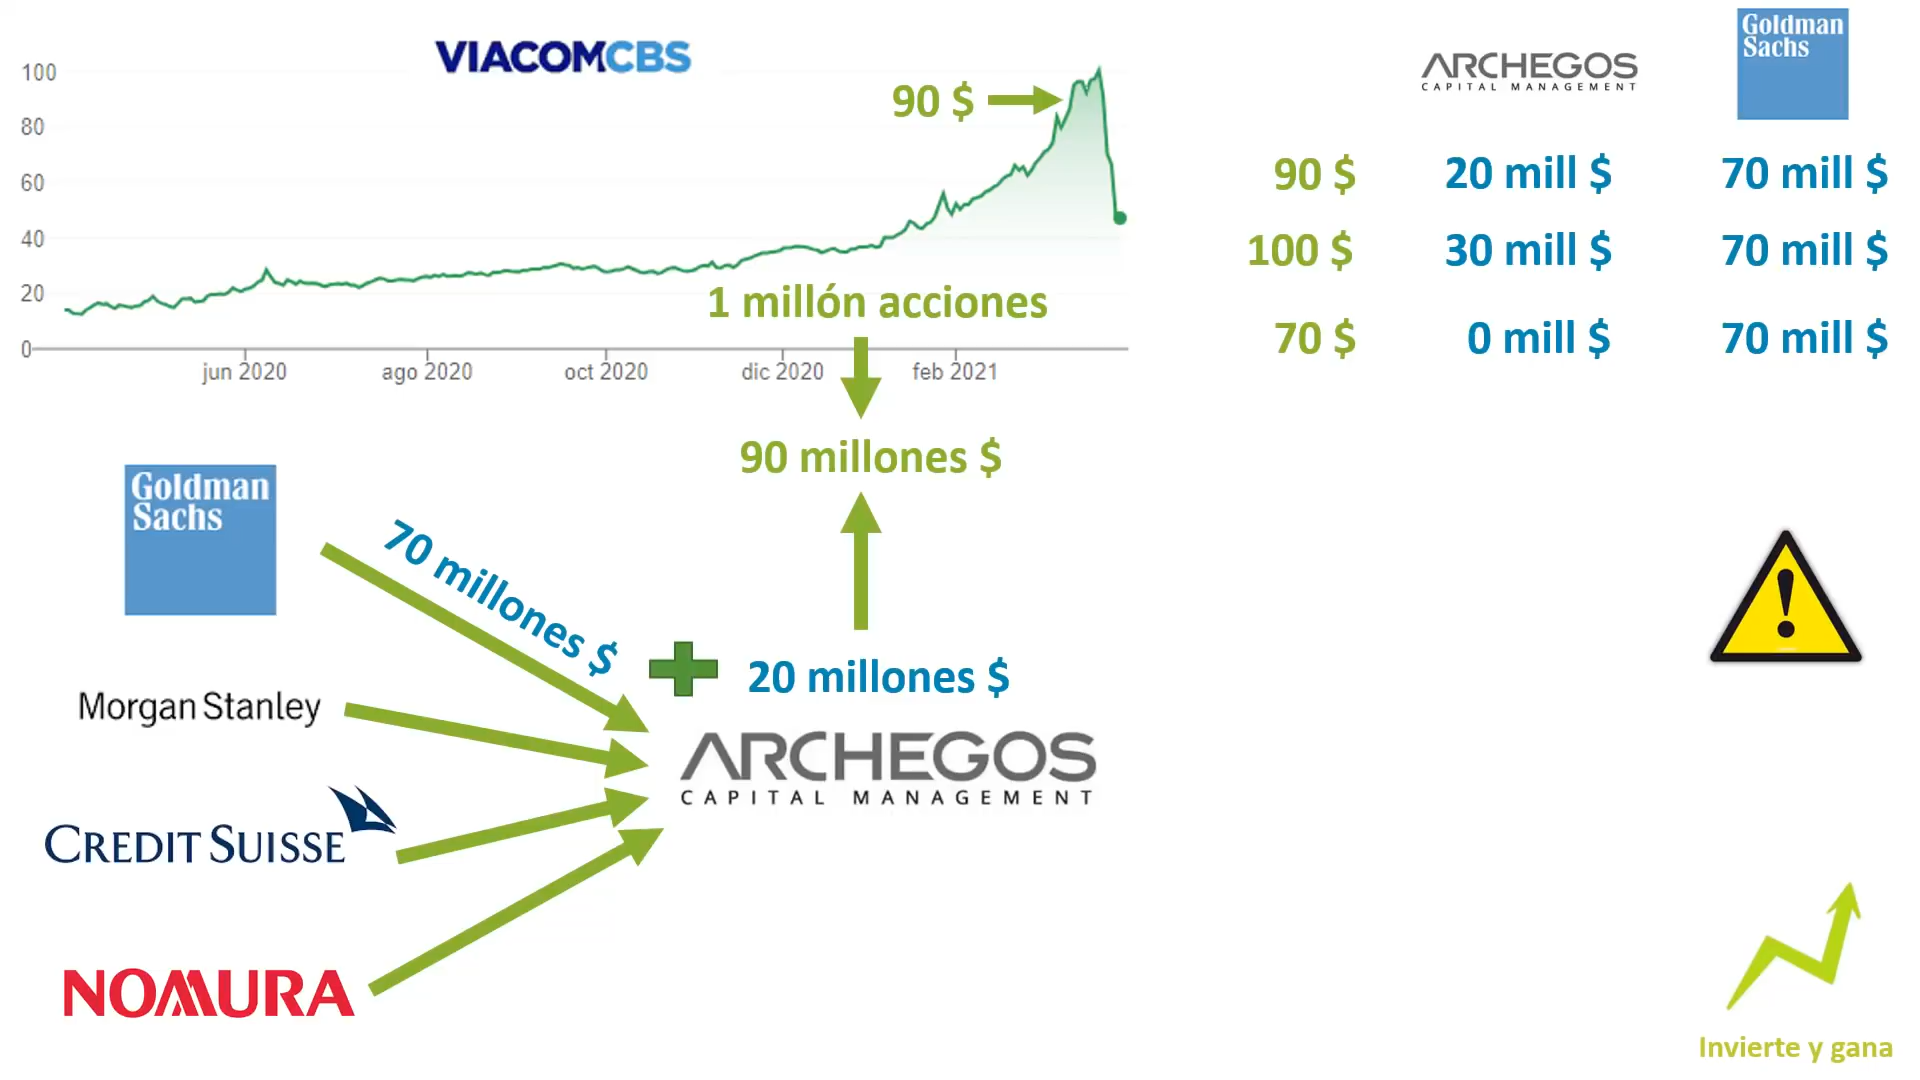 VIACOMCBS
100
80
60
40
20
0
jun 2020
ago 2020
oct 2020
dic 2020
feb 2021
90 $
1 millón acciones
90 millones $
ARCHEGOS
CAPITAL MANAGEMENT
Goldman
Sachs
90 $ 20 mill $ 70 mill $
100 $ 30 mill $ 70 mill $
70 $ 0 mill $ 70 mill $
Goldman
Sachs
70 millones $
20 millones $
Morgan Stanley
ARCHEGOS
CAPITAL MANAGEMENT
CREDIT SUISSE
NOMURA
!
Invierte y gana